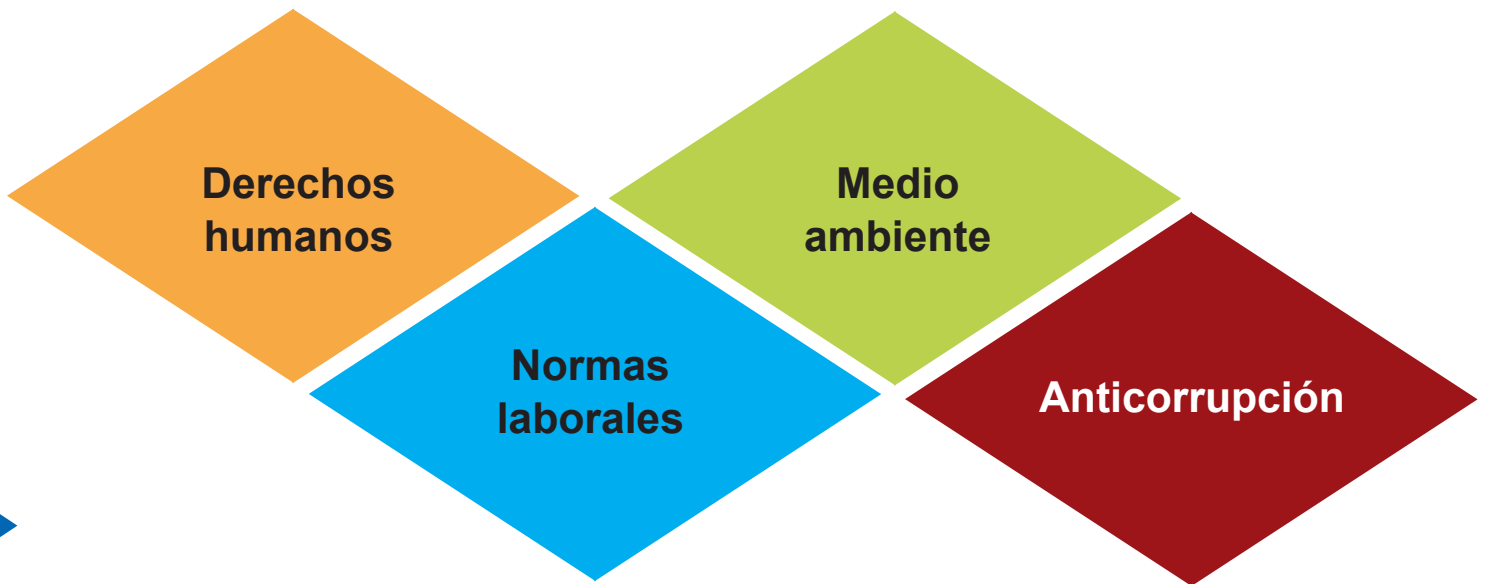 Derechos
humanos
Normas
laborales
Medio
ambiente
Anticorrupción